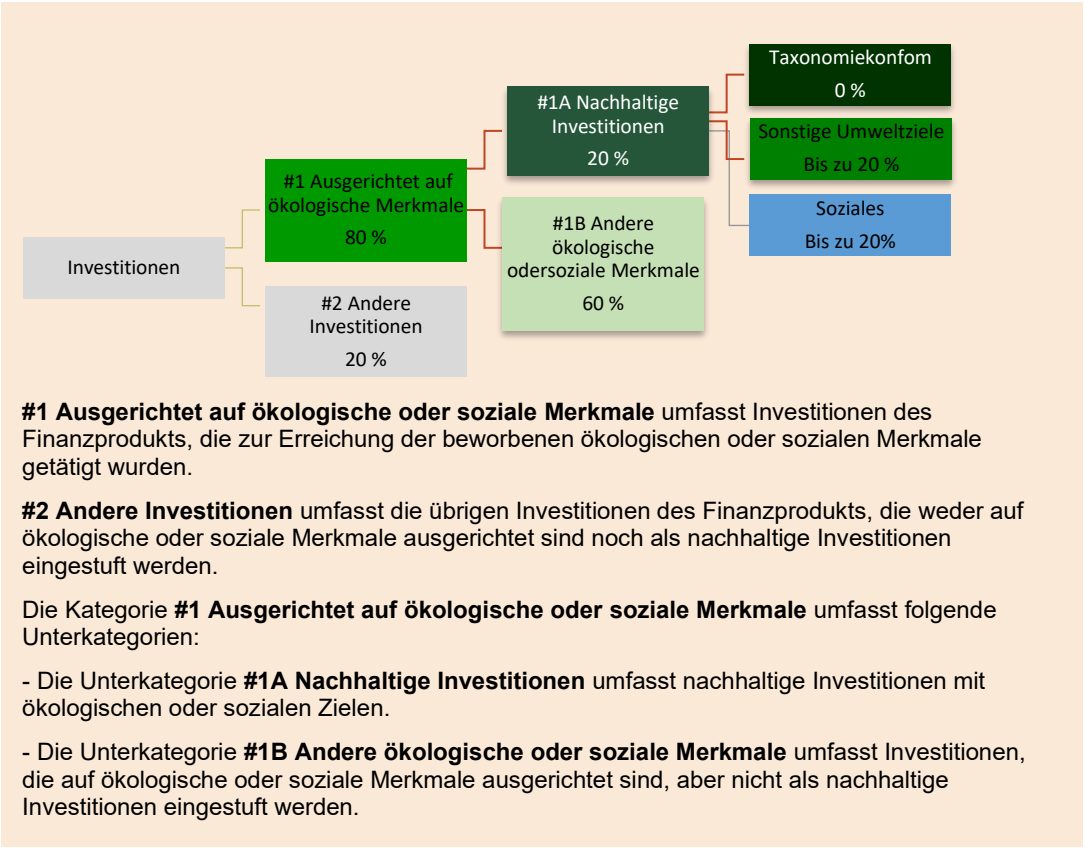 Investitionen
#1 Ausgerichtet auf
ökologische Merkmale
80 %
#2 Andere
Investitionen
20 %
#1A Nachhaltige
Investitionen
20 %
#1B Andere
ökologische
odersoziale Merkmale
60 %
Taxonomiekonfom
0 %
Sonstige Umweltziele
Bis zu 20 %
Soziales
Bis zu 20%
#1 Ausgerichtet auf ökologische oder soziale Merkmale umfasst Investitionen des
Finanzprodukts, die zur Erreichung der beworbenen ökologischen oder sozialen Merkmale
getätigt wurden.
#2 Andere Investitionen umfasst die übrigen Investitionen des Finanzprodukts, die weder auf
ökologische oder soziale Merkmale ausgerichtet sind noch als nachhaltige Investitionen
eingestuft werden.
Die Kategorie #1 Ausgerichtet auf ökologische oder soziale Merkmale umfasst folgende
Unterkategorien:
- Die Unterkategorie #1A Nachhaltige Investitionen umfasst nachhaltige Investitionen mit
ökologischen oder sozialen Zielen.
- Die Unterkategorie #1B Andere ökologische oder soziale Merkmale umfasst Investitionen,
die auf ökologische oder soziale Merkmale ausgerichtet sind, aber nicht als nachhaltige
Investitionen eingestuft werden.